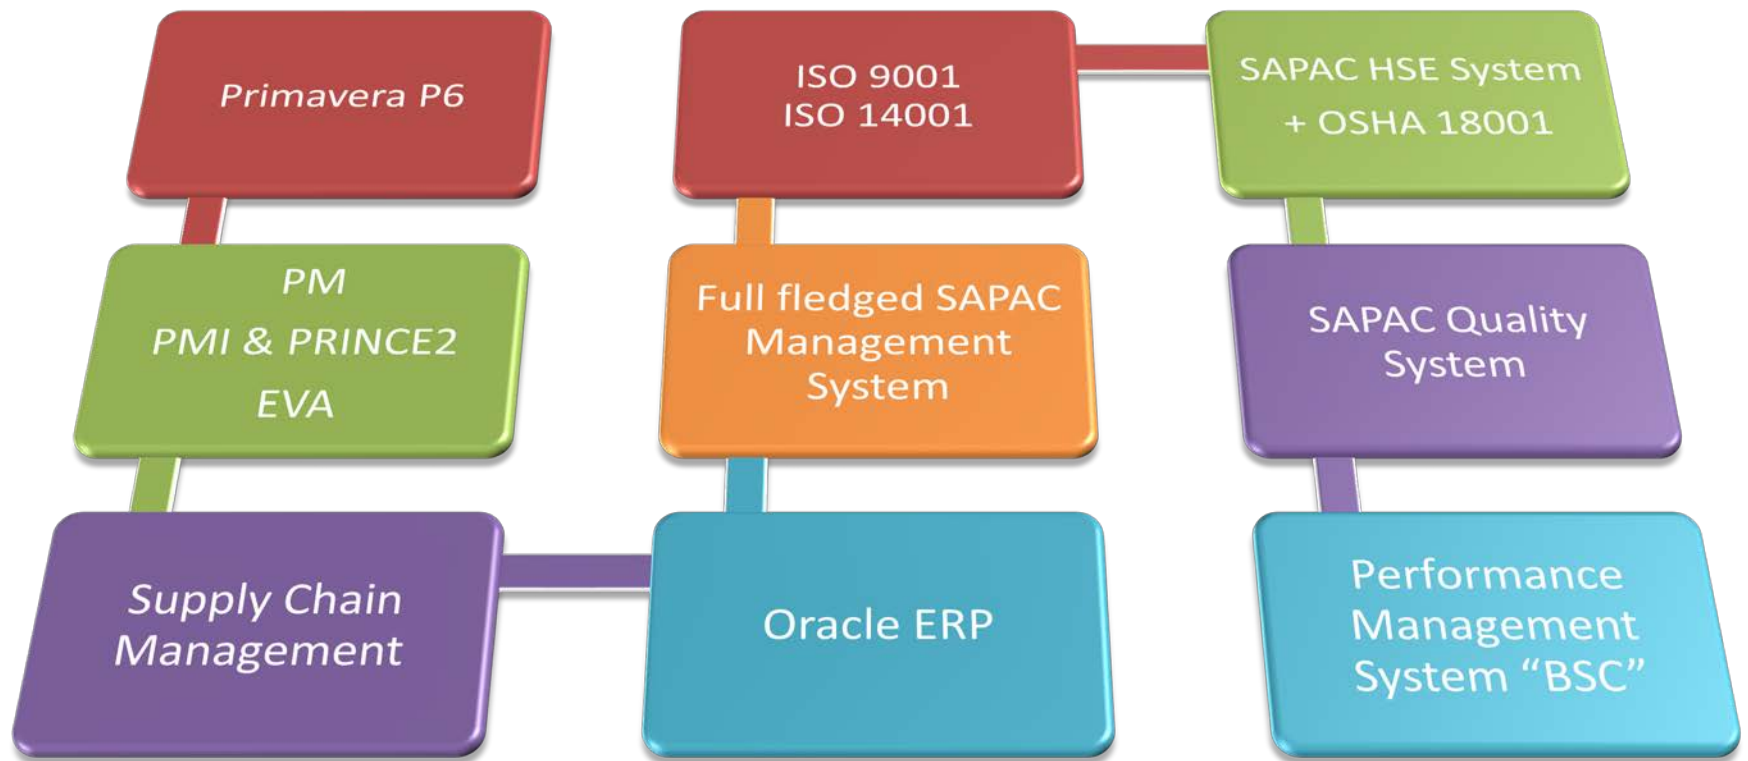 Primavera P6
PM
PMI & PRINCE2
EVA
Supply Chain
Management
Oracle ERP
Full fledged SAPAC
Management
System
ISO 9001
ISO 14001
SAPAC HSE System
+ OSHA 18001
SAPAC Quality
System
Performance
Management
System “BSC”